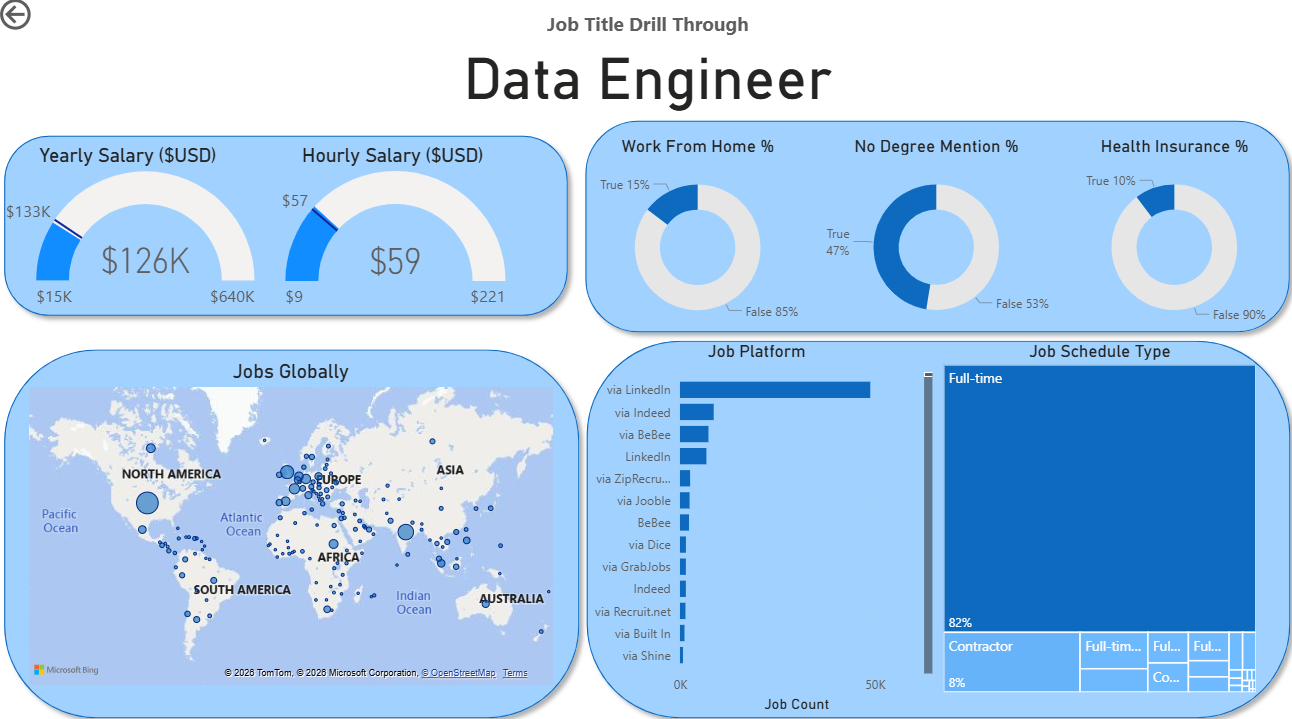 Job Title Drill Through
Data Engineer
Yearly Salary ($USD)
$133K
$126K
$15K
$640K
Hourly Salary ($USD)
$57
$59
$9
$221
Work From Home %
True 15%
False 85%
No Degree Mention %
True
47%
False 53%
Health Insurance %
True 10%
False 90%
Jobs Globally
NORTH AMERICA
EUROPE
ASIA
Pacific
Ocean
Atlantic
Ocean
AFRICA
SOUTH AMERICA
Indian
Ocean
AUSTRALIA
Microsoft Bing
© 2026 TomTom, © 2026 Microsoft Corporation, © OpenStreetMap Terms
Job Platform
via LinkedIn
via Indeed
via BeBee
LinkedIn
via ZipRecru...
via Jooble
BeBee
via Dice
via GrabJobs
Indeed
via Recruit.net
via Built In
via Shine
0K
50K
Job Count
Job Schedule Type
Full-time
82%
Contractor
8%
Full-tim...
Ful...
Co...
Ful...